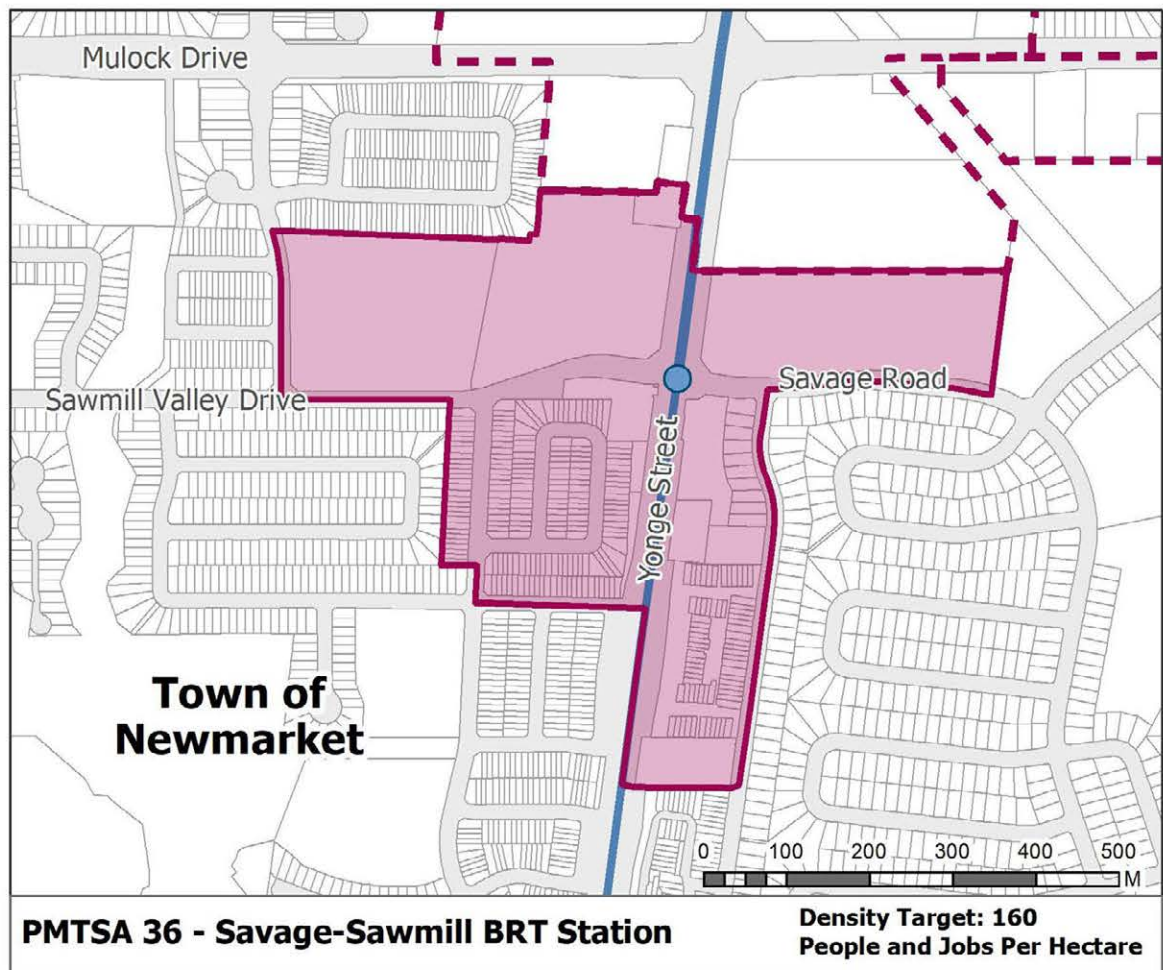 Mulock Drive
Sawmill Valley Drive
Savage Road
Yonge Street
Town of
Newmarket
0 100 200 300 400 500
M
PMTSA 36 - Savage-Sawmill BRT Station
Density Target: 160
People and Jobs Per Hectare